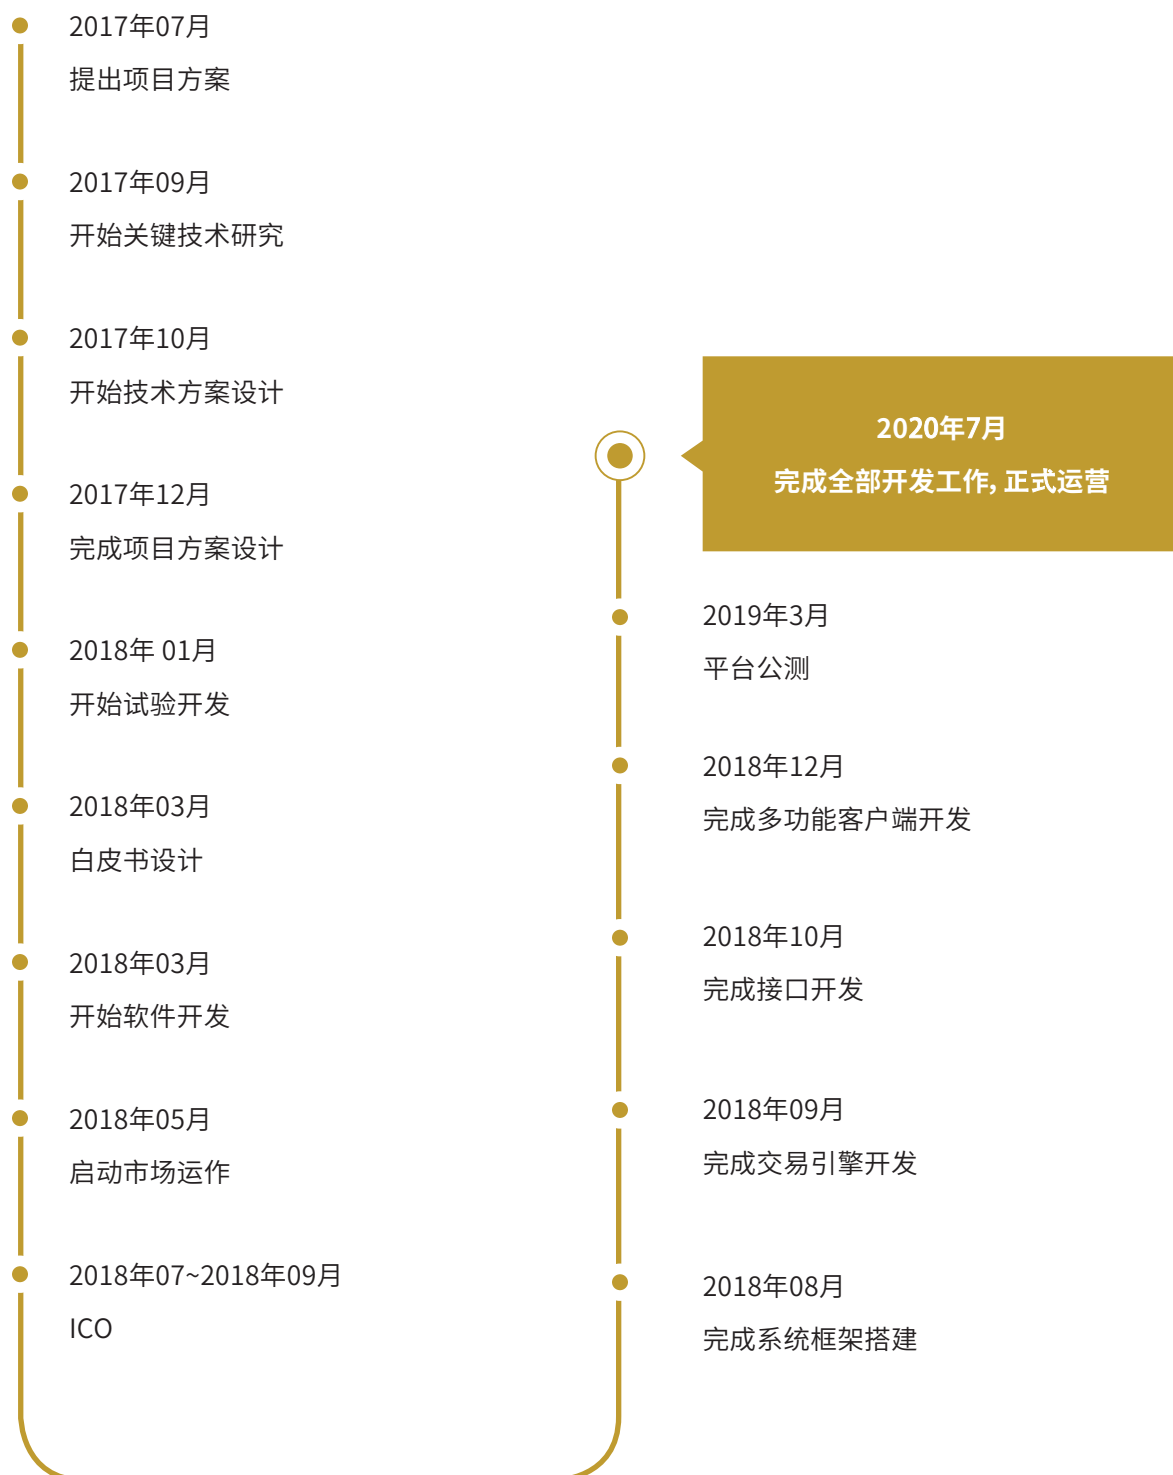 2017年07月
提出项目方案
2017年09月
开始关键技术研究
2017年10月
开始技术方案设计
2017年12月
完成项目方案设计
2018年 01月
开始试验开发
2018年03月
白皮书设计
2018年03月
开始软件开发
2018年05月
启动市场运作
2018年07~2018年09月
ICO
2020年7月
完成全部开发工作, 正式运营
2019年3月
平台公测
2018年12月
完成多功能客户端开发
2018年10月
完成接口开发
2018年09月
完成交易引擎开发
2018年08月
完成系统框架搭建